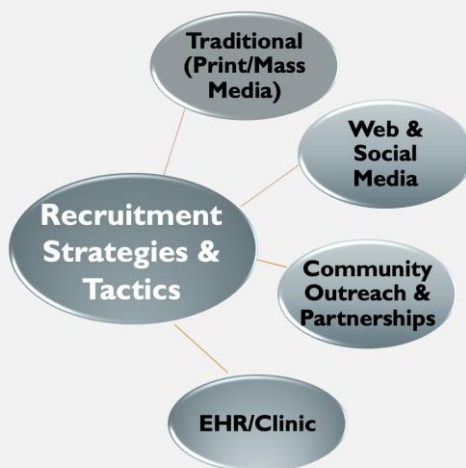 Traditional
(Print/Mass
Media)
Web &
Social
Media
Recruitment
Strategies &
Tactics
Community
Outreach &
Partnerships
EHR/Clinic